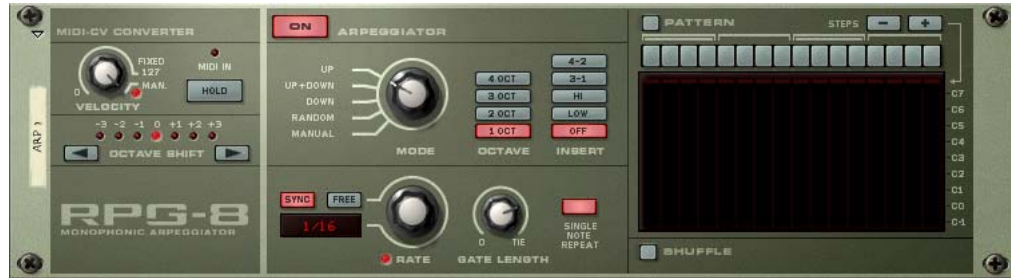 MIDI-CV CONVERTER
FIXED
127
MAN.
0
VELOCITY
MIDI IN
HOLD
-3 -2 -1 0 +1 +2 +3
OCTAVE SHIFT
RPG-8
MONOPHONIC ARPEGGIATOR
ON
ARPEGGIATOR
UP
UP+DOWN
DOWN
RANDOM
MANUAL
MODE
4 OCT
3 OCT
2 OCT
1 OCT
OCTAVE
4-2
3-1
HI
LOW
OFF
INSERT
SYNC
FREE
1/16
RATE
0
TIE
GATE LENGTH
SINGLE
NOTE
REPEAT
PATTERN
STEPS
-
+
C7
C6
C5
C4
C3
C2
C1
C0
C-1
SHUFFLE